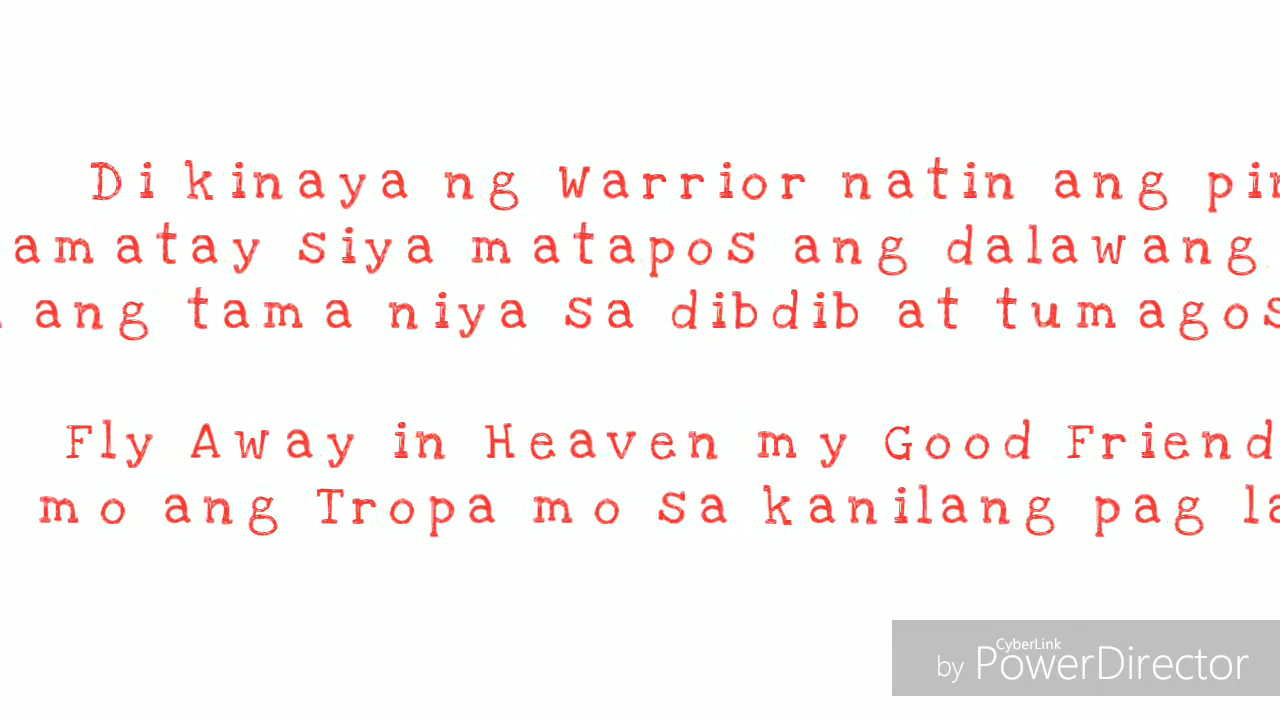 Di kinaya ng Warrior natin ang
amatay siya matapos ang dalawang
ang tama niya sa dibdib at tumagos
Fly Away in Heaven my Good Friend
mo ang Tropa mo sa kanilang pag
by CyberLink PowerDirector